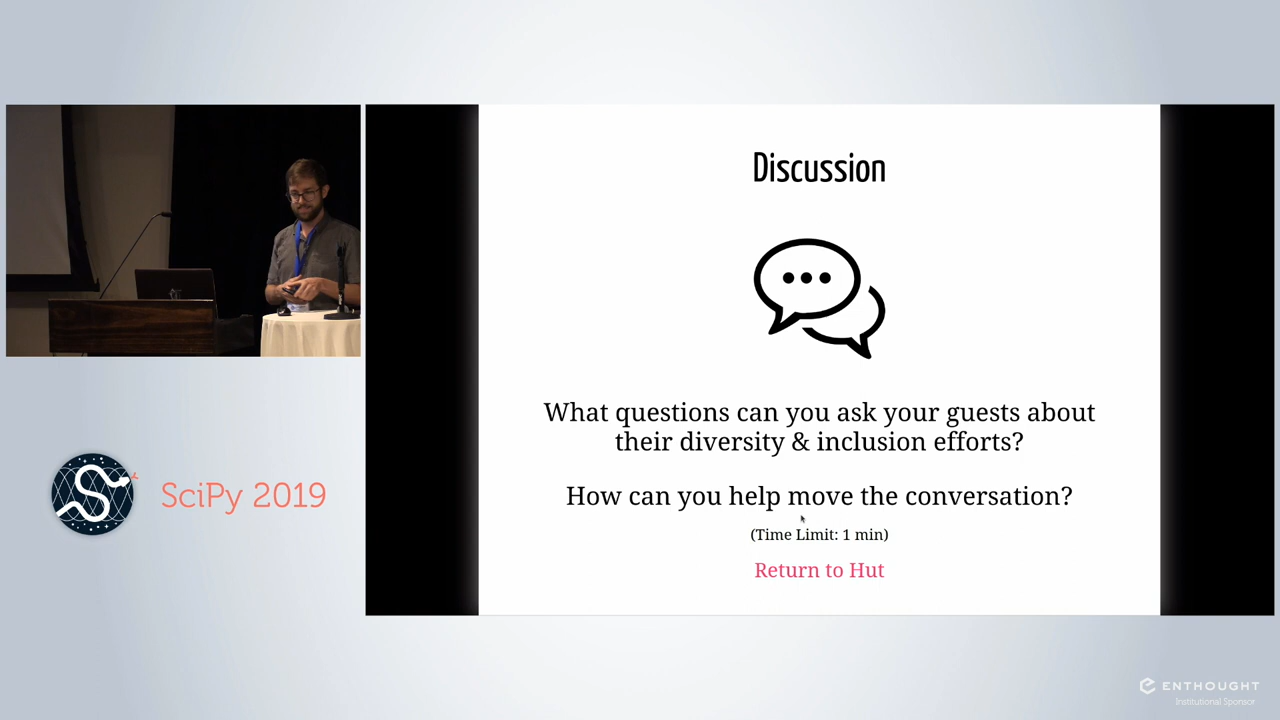 Discussion
What questions can you ask your guests about
their diversity & inclusion efforts?
How can you help move the conversation?
(Time Limit: 1 min)
Return to Hut
SciPy 2019
ENTHOUGHT
Institutional Sponsor